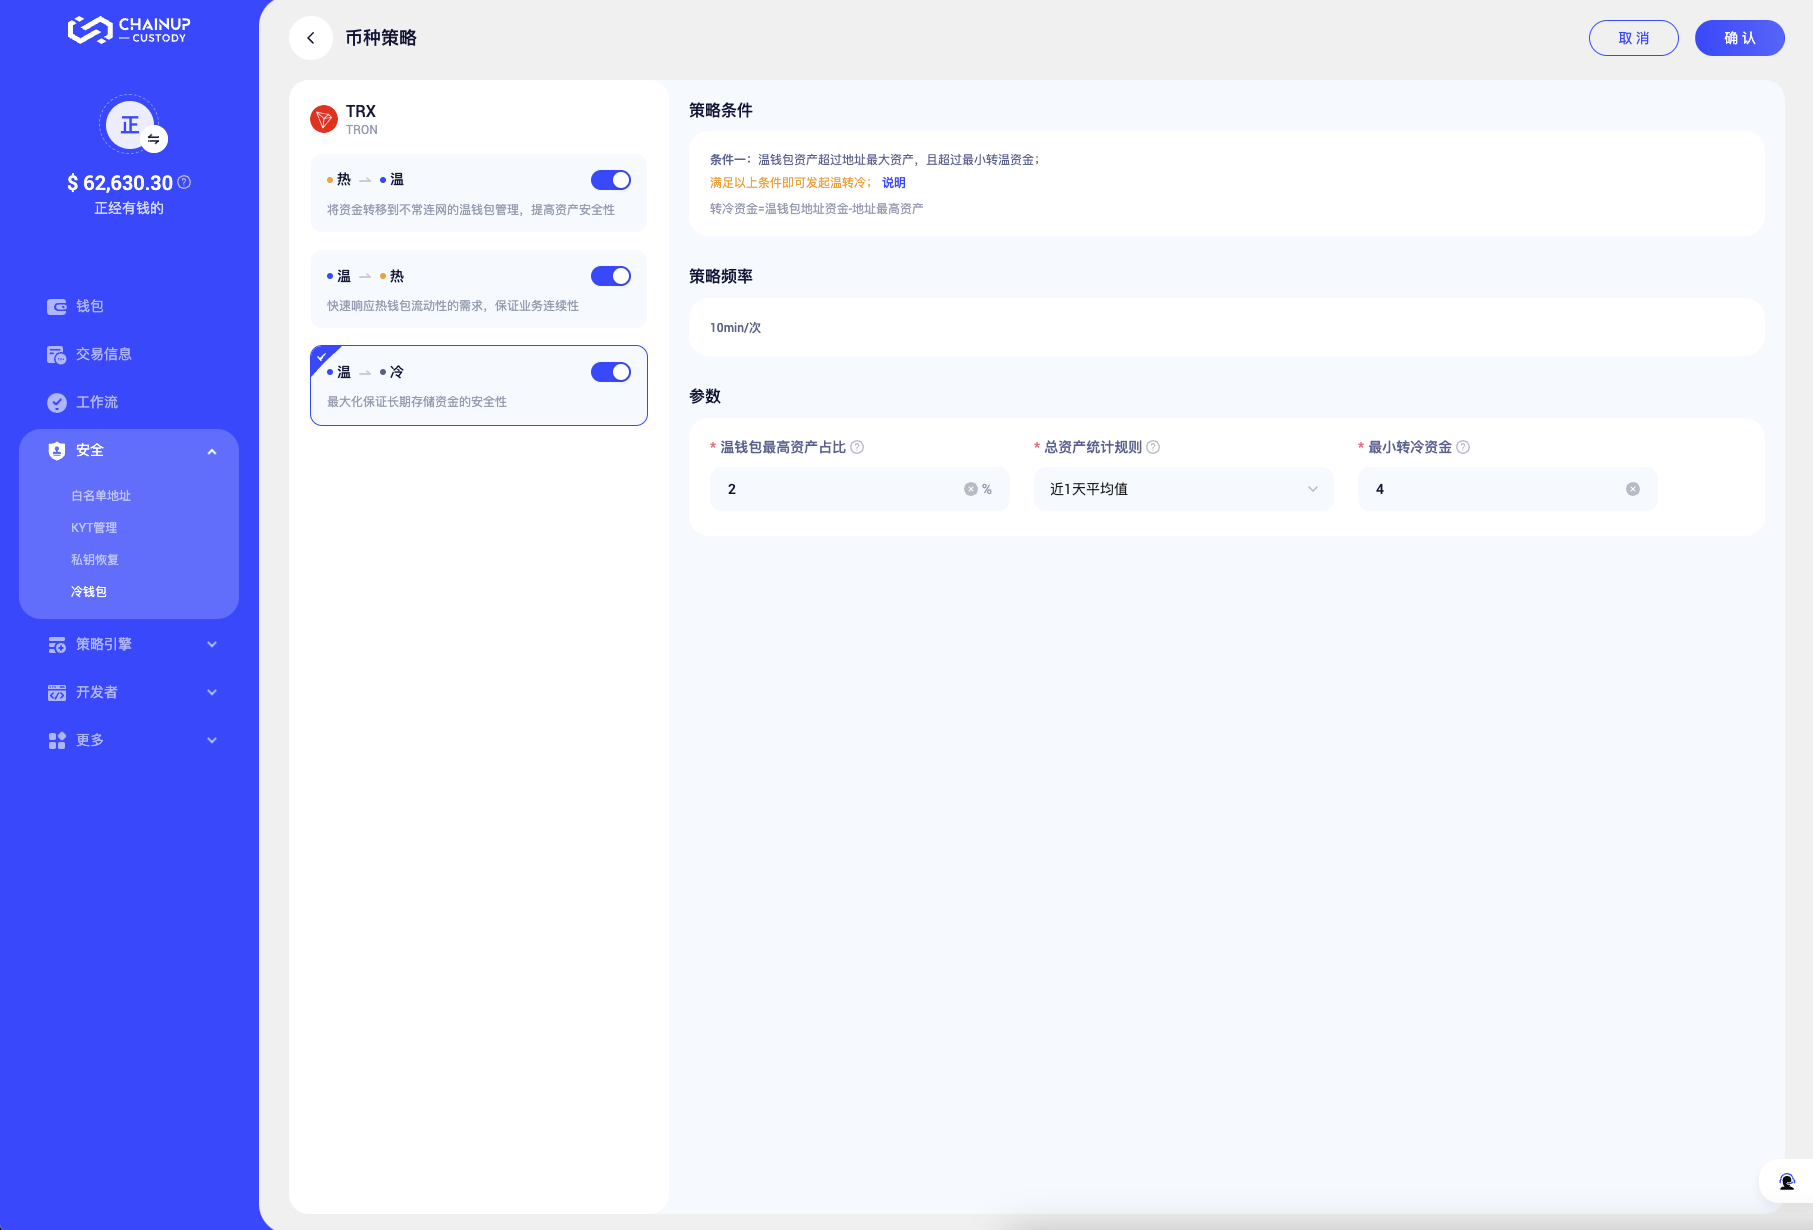 CHAINUP
CUSTODY
正
$ 62,630.30
正经有钱的
钱包
交易信息
工作流
安全
白名单地址
KYT管理
私钥恢复
冷钱包
策略引擎
开发者
更多
币种策略
取 消
确 认
TRX
TRON
热 温
将资金转移到不常连网的温钱包管理，提高资产安全性
温 热
快速响应热钱包流动性的需求，保证业务连续性
温 冷
最大化保证长期存储资金的安全性
策略条件
条件一：温钱包资产超过地址最大资产，且超过最小转温资金；
满足以上条件即可发起温转冷； 说明
转冷资金=温钱包地址资金-地址最高资产
策略频率
10min/次
参数
* 温钱包最高资产占比
2 %
* 总资产统计规则
近1天平均值
* 最小转冷资金
4